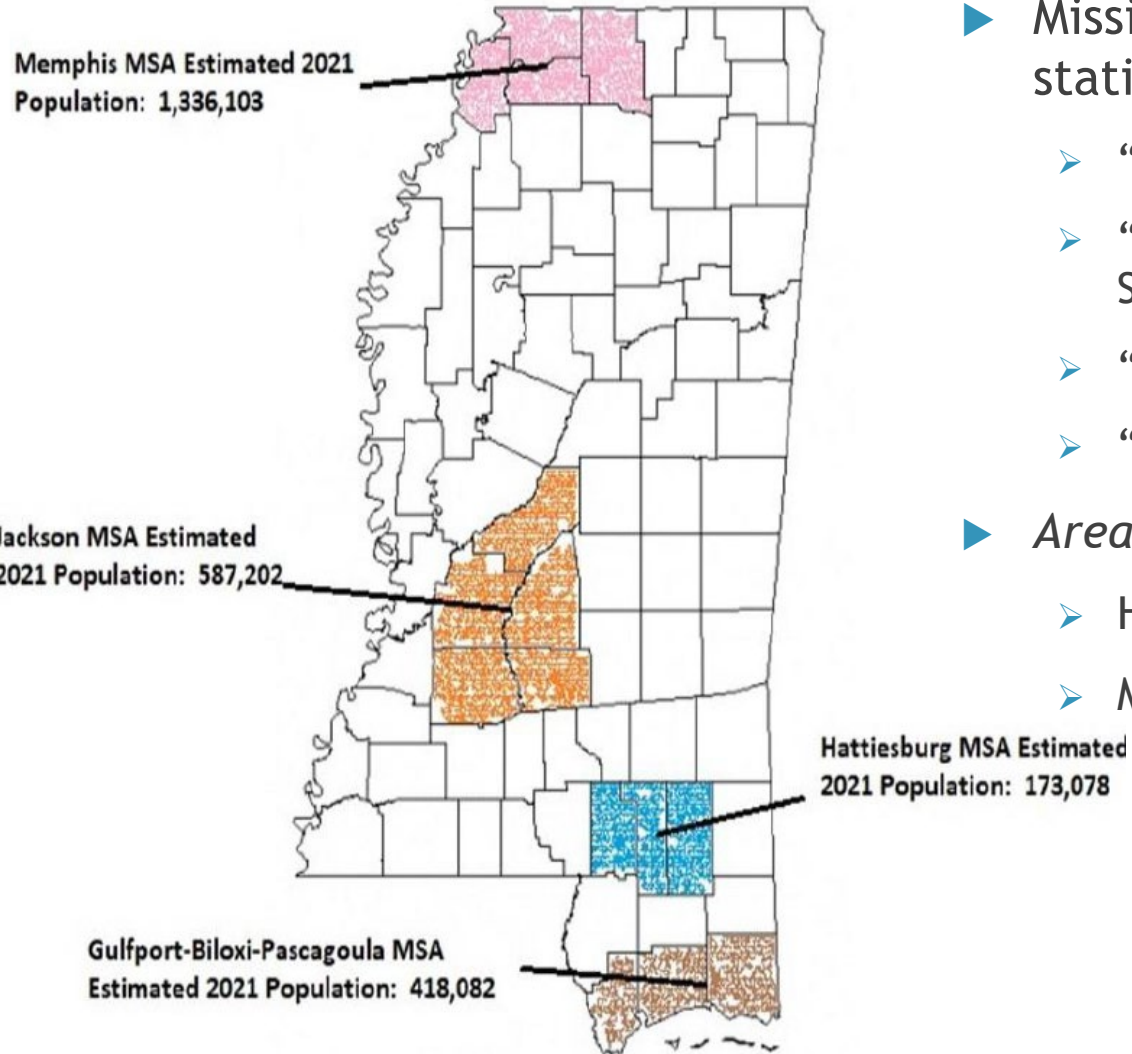 Memphis MSA Estimated 2021
Population: 1,336,103
Jackson MSA Estimated
2021 Population: 587,202
Hattiesburg MSA Estimated
2021 Population: 173,078
Gulfport-Biloxi-Pascagoula MSA
Estimated 2021 Population: 418,082
▶ Missi
stati
➢ “
➢ “
S
➢ “
➢ “
▶ Area
➢ H
➢ M